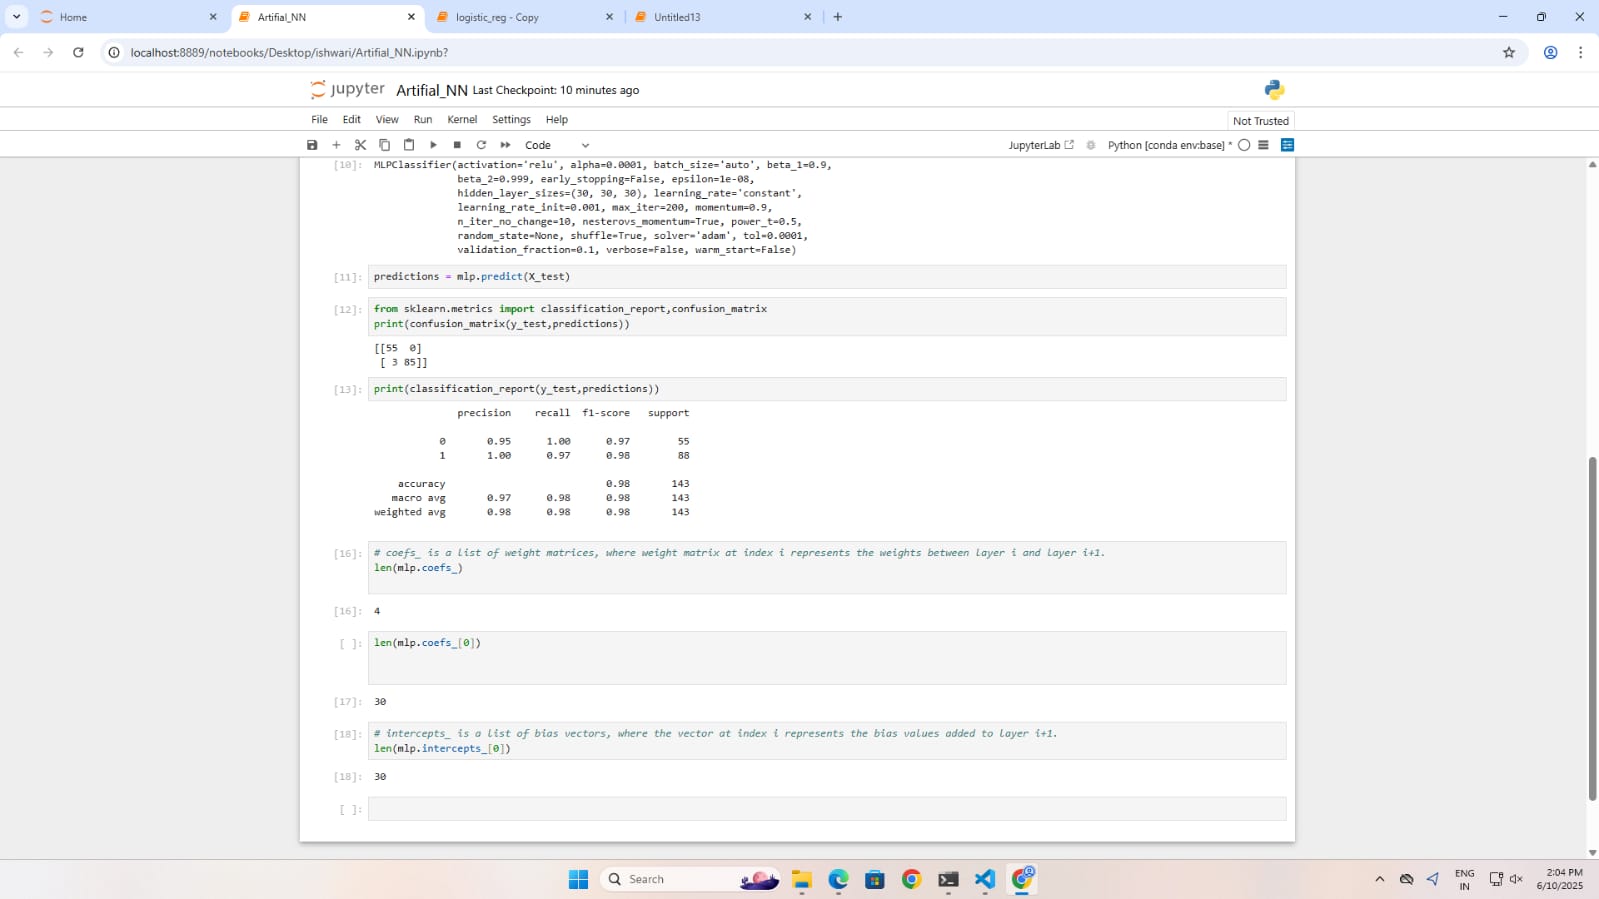 Home
Artifial_NN
logistic_reg - Copy
Untitled13
localhost:8889/notebooks/Desktop/ishwari/Artifial_NN.ipynb?
jupyter Artifial_NN Last Checkpoint: 10 minutes ago
File Edit View Run Kernel Settings Help
Not Trusted
Code
JupyterLab
Python [conda env:base] *
[10]: MLPClassifier(activation='relu', alpha=0.0001, batch_size='auto', beta_1=0.9,
beta_2=0.999, early_stopping=False, epsilon=1e-08,
hidden_layer_sizes=(30, 30, 30), learning_rate='constant',
learning_rate_init=0.001, max_iter=200, momentum=0.9,
n_iter_no_change=10, nesterovs_momentum=True, power_t=0.5,
random_state=None, shuffle=True, solver='adam', tol=0.0001,
validation_fraction=0.1, verbose=False, warm_start=False)
[11]: predictions = mlp.predict(X_test)
[12]: from sklearn.metrics import classification_report,confusion_matrix
print(confusion_matrix(y_test,predictions))
[[55 0]
[ 3 85]]
[13]: print(classification_report(y_test,predictions))
precision recall f1-score support
0 0.95 1.00 0.97 55
1 1.00 0.97 0.98 88
accuracy 0.98 143
macro avg 0.97 0.98 0.98 143
weighted avg 0.98 0.98 0.98 143
[16]: # coefs_ is a list of weight matrices, where weight matrix at index i represents the weights between layer i and layer i+1.
len(mlp.coefs_)
[16]: 4
[ ]: len(mlp.coefs_[0])
[17]: 30
[18]: # intercepts_ is a list of bias vectors, where the vector at index i represents the bias values added to layer i+1.
len(mlp.intercepts_[0])
[18]: 30
[ ]:
Search
ENG
IN
2:04 PM
6/10/2025